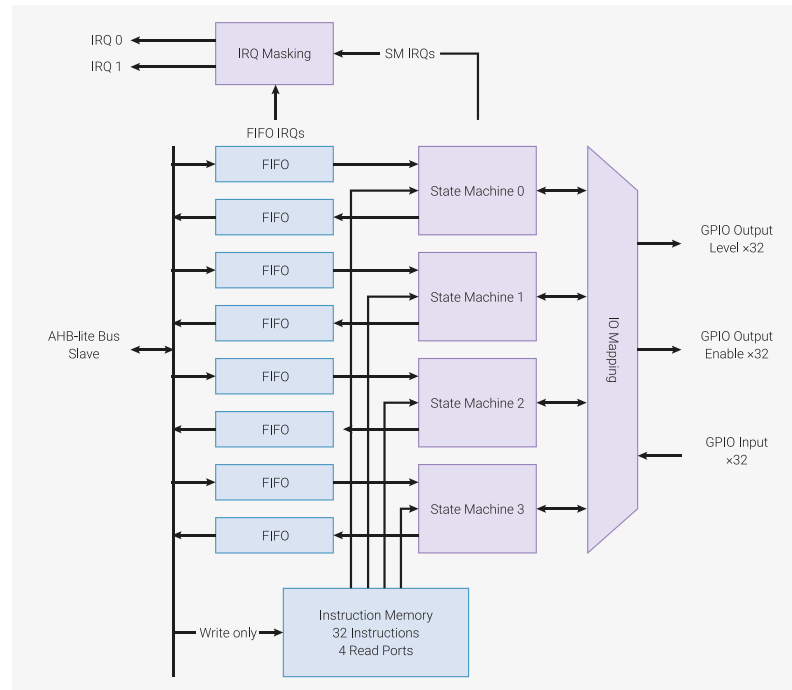 IRQ 0
IRQ 1
IRQ Masking
SM IRQs
FIFO IRQs
FIFO
FIFO
State Machine 0
FIFO
FIFO
State Machine 1
FIFO
FIFO
State Machine 2
FIFO
FIFO
State Machine 3
AHB-lite Bus
Slave
IO Mapping
GPIO Output
Level ×32
GPIO Output
Enable ×32
GPIO Input
×32
Write only
Instruction Memory
32 Instructions
4 Read Ports